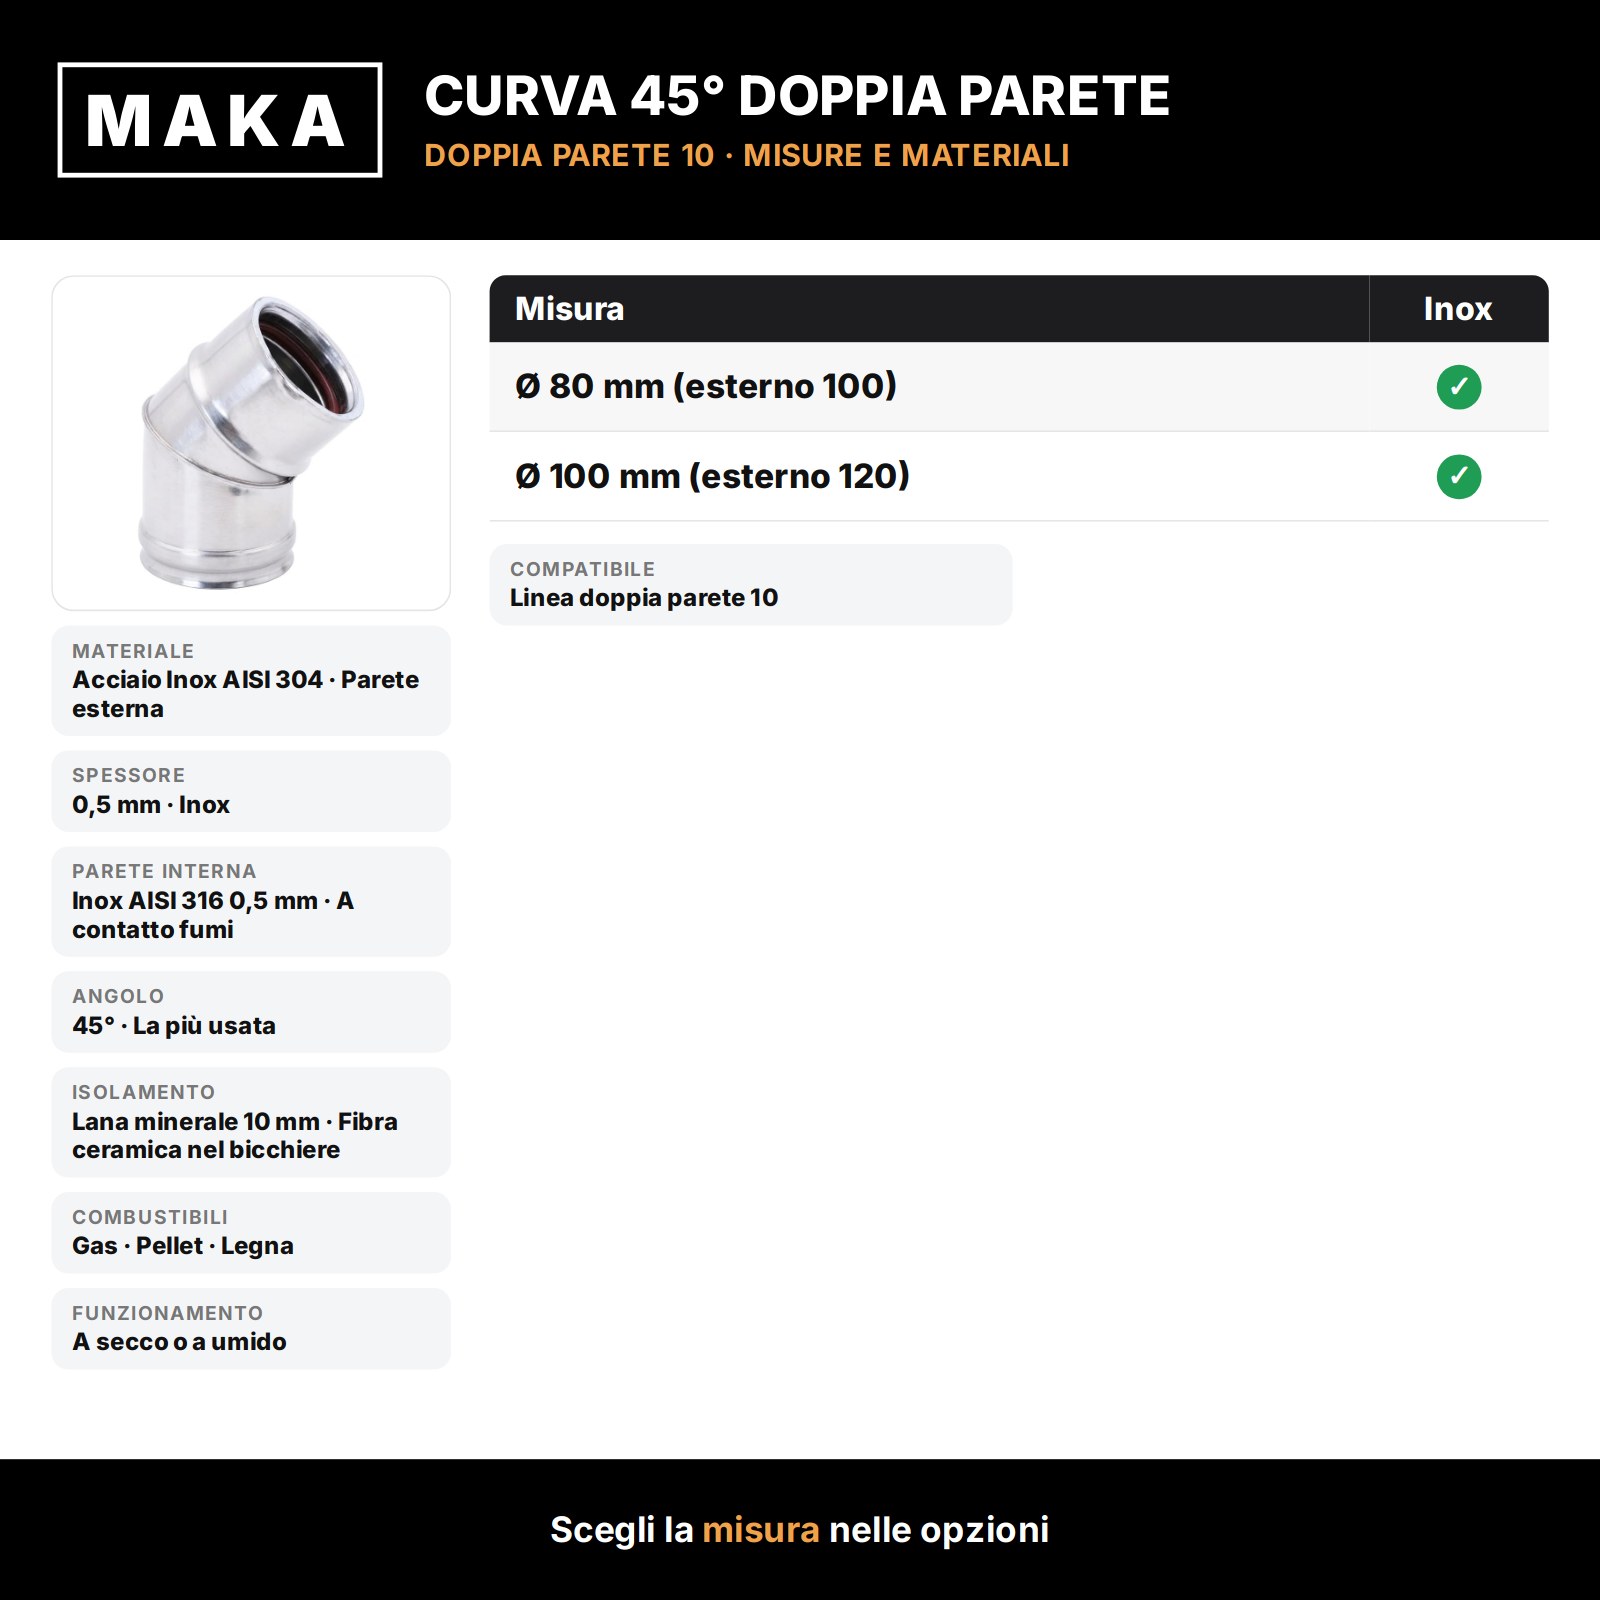 MAKA
CURVA 45° DOPPIA PARETE
DOPPIA PARETE 10 · MISURE E MATERIALI
Misura Inox
Ø 80 mm (esterno 100) ✓
Ø 100 mm (esterno 120) ✓
COMPATIBILE
Linea doppia parete 10
MATERIALE
Acciaio Inox AISI 304 · Parete
esterna
SPESSORE
0,5 mm · Inox
PARETE INTERNA
Inox AISI 316 0,5 mm · A
contatto fumi
ANGOLO
45° · La più usata
ISOLAMENTO
Lana minerale 10 mm · Fibra
ceramica nel bicchiere
COMBUSTIBILI
Gas · Pellet · Legna
FUNZIONAMENTO
A secco o a umido
Scegli la misura nelle opzioni